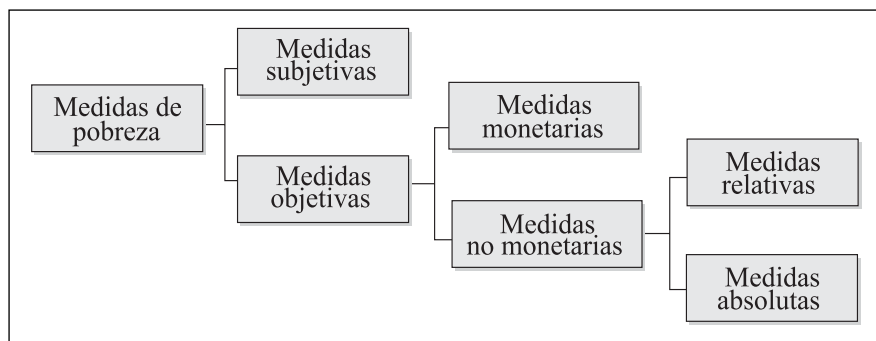 Medidas de
pobreza
Medidas
subjetivas
Medidas
objetivas
Medidas
monetarias
Medidas
no monetarias
Medidas
relativas
Medidas
absolutas